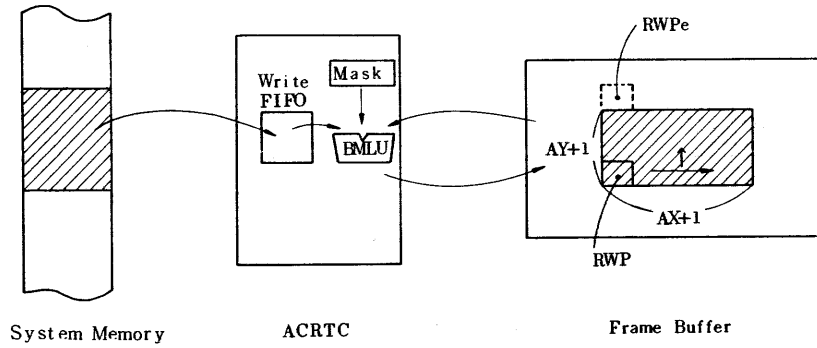 RWPe
Write
FIFO
Mask
BMLU
AY+1
AX+1
RWP
System Memory
ACRTC
Frame Buffer